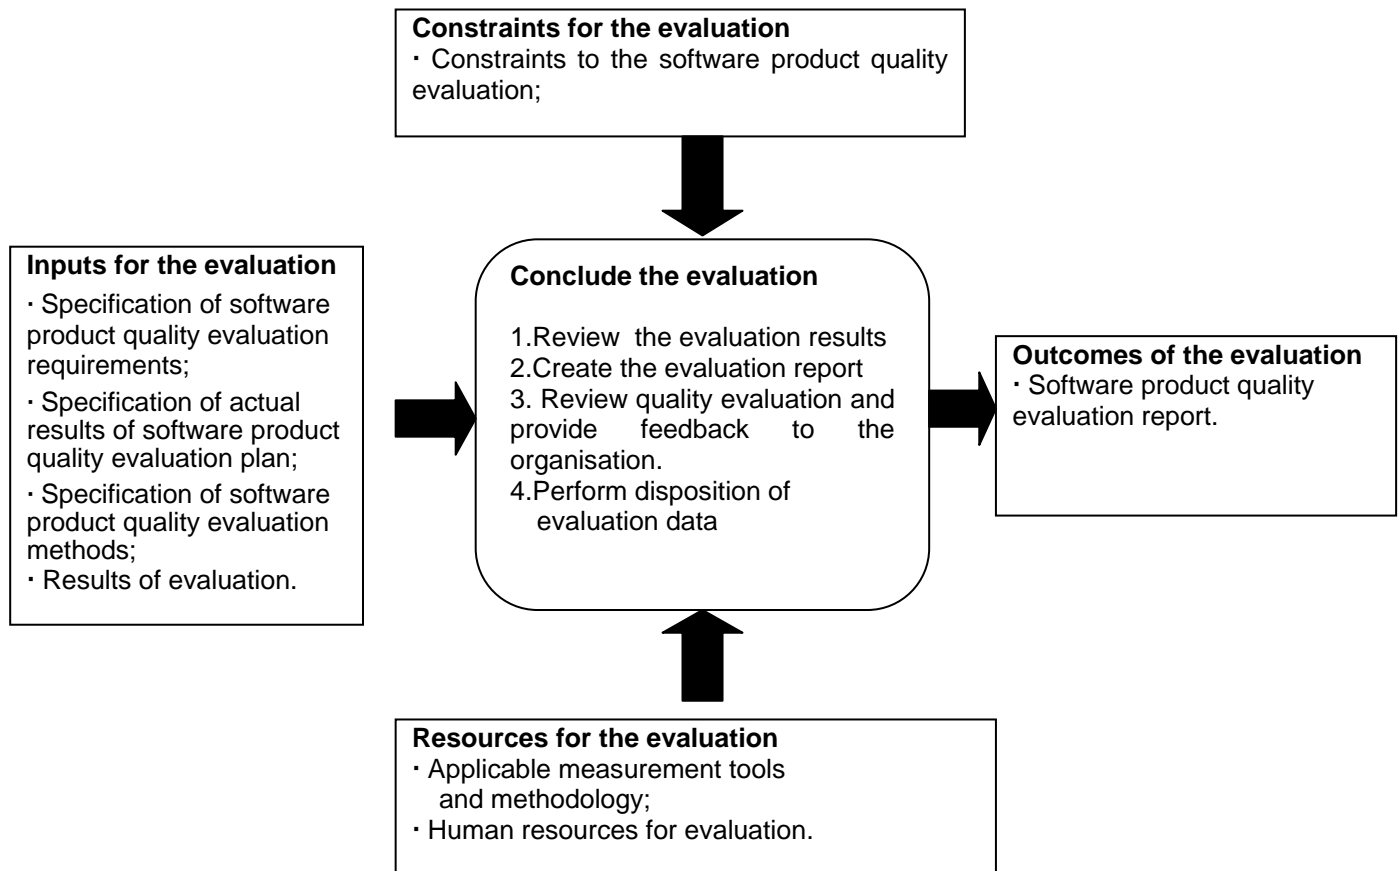 Constraints for the evaluation
· Constraints to the software product quality
evaluation;
Inputs for the evaluation
· Specification of software
product quality evaluation
requirements;
· Specification of actual
results of software product
quality evaluation plan;
· Specification of software
product quality evaluation
methods;
· Results of evaluation.
Conclude the evaluation
1.Review the evaluation results
2.Create the evaluation report
3. Review quality evaluation and
provide feedback to the
organisation.
4.Perform disposition of
evaluation data
Outcomes of the evaluation
· Software product quality
evaluation report.
Resources for the evaluation
· Applicable measurement tools
and methodology;
· Human resources for evaluation.